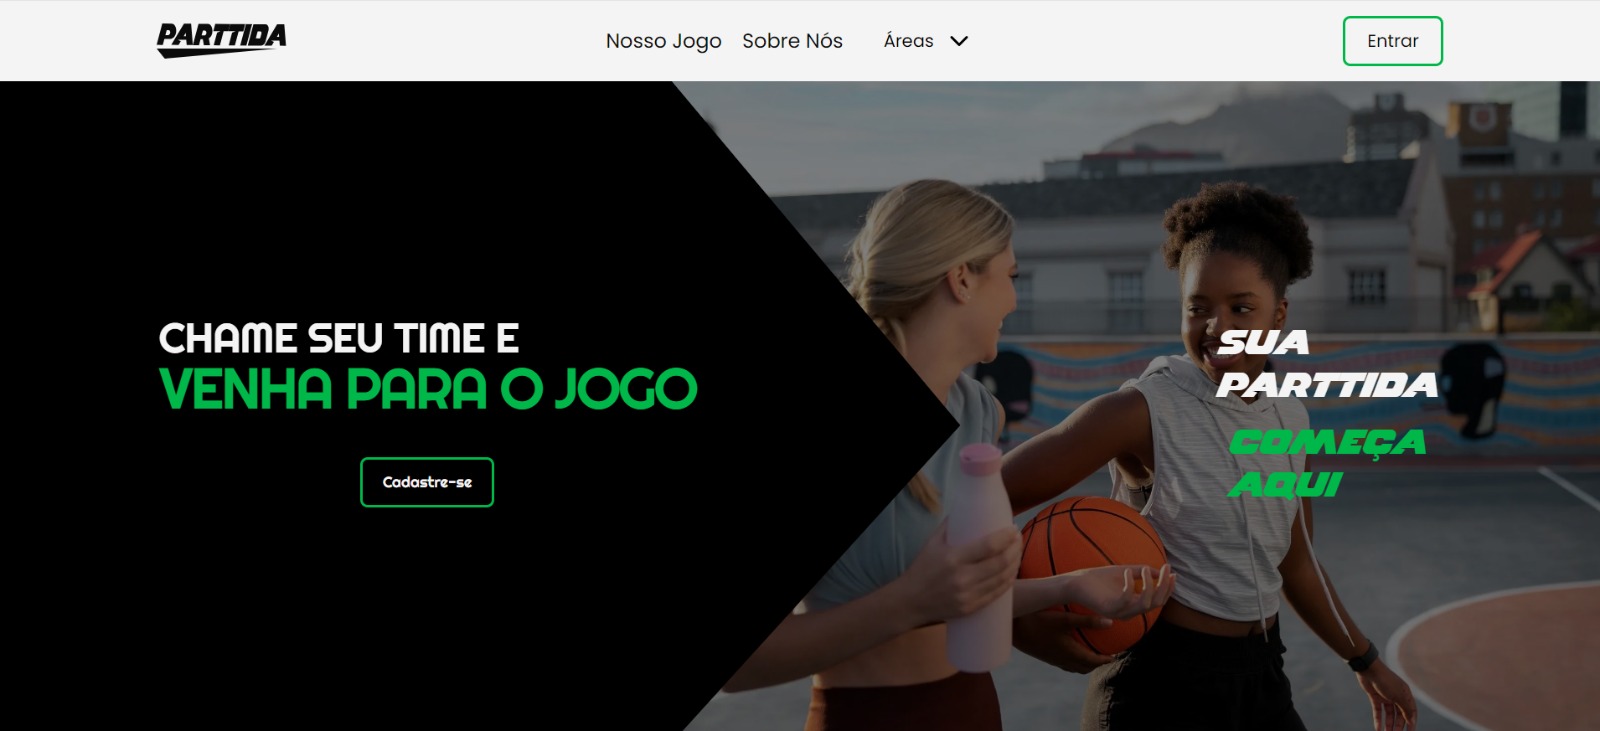 PARTTIDA
Nosso Jogo
Sobre Nós
Áreas
Entrar
CHAME SEU TIME E
VENHA PARA O JOGO
Cadastre-se
SUA
PARTTIDA
COMEÇA
AQUI